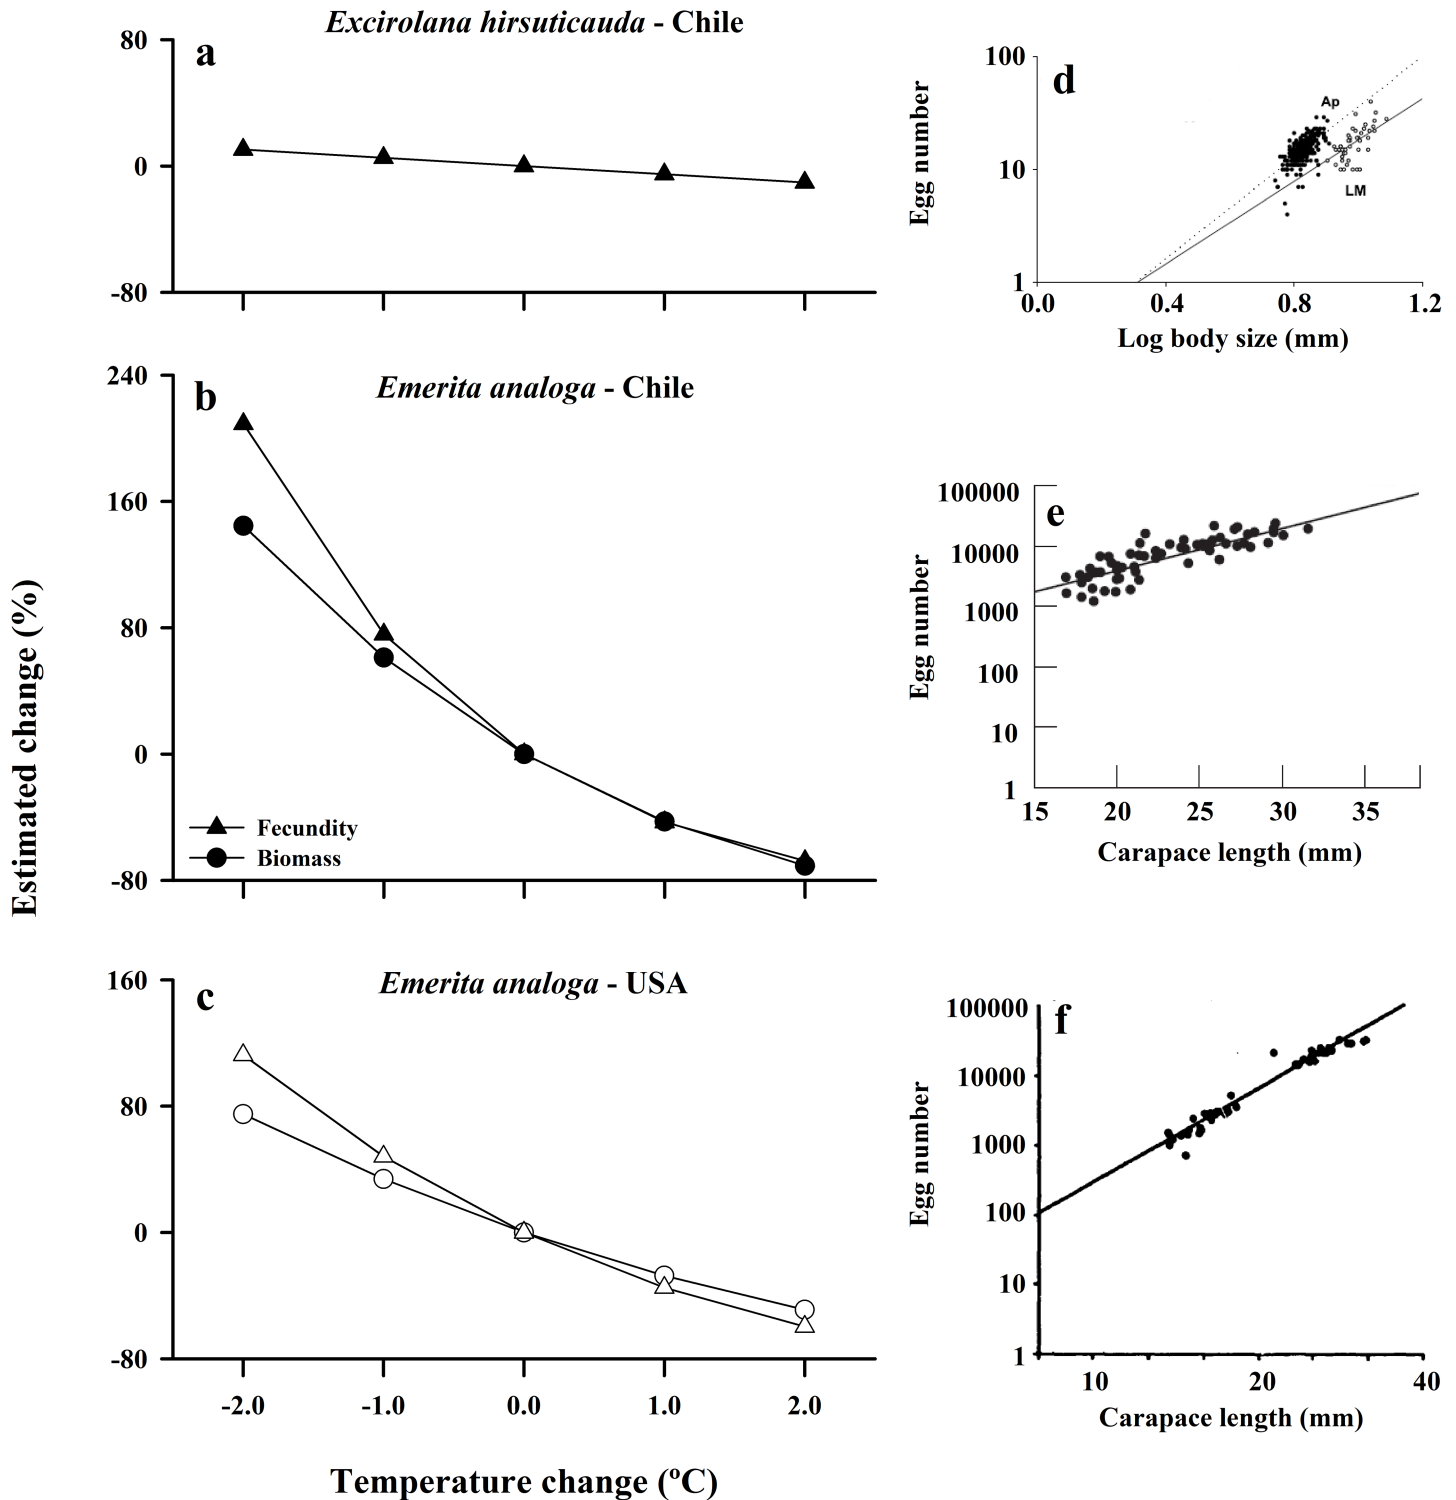 Excirolana hirsuticauda - Chile
a
80
0
-80
Emerita analoga - Chile
b
240
160
80
0
-80
Fecundity
Biomass
Emerita analoga - USA
c
160
80
0
-80
-2.0 -1.0 0.0 1.0 2.0
Temperature change (ºC)
Estimated change (%)
d
100
10
1
Ap
LM
0.0 0.4 0.8 1.2
Log body size (mm)
Egg number
e
100000
10000
1000
100
10
1
15 20 25 30 35
Carapace length (mm)
Egg number
f
100000
10000
1000
100
10
1
10 20 40
Carapace length (mm)
Egg number